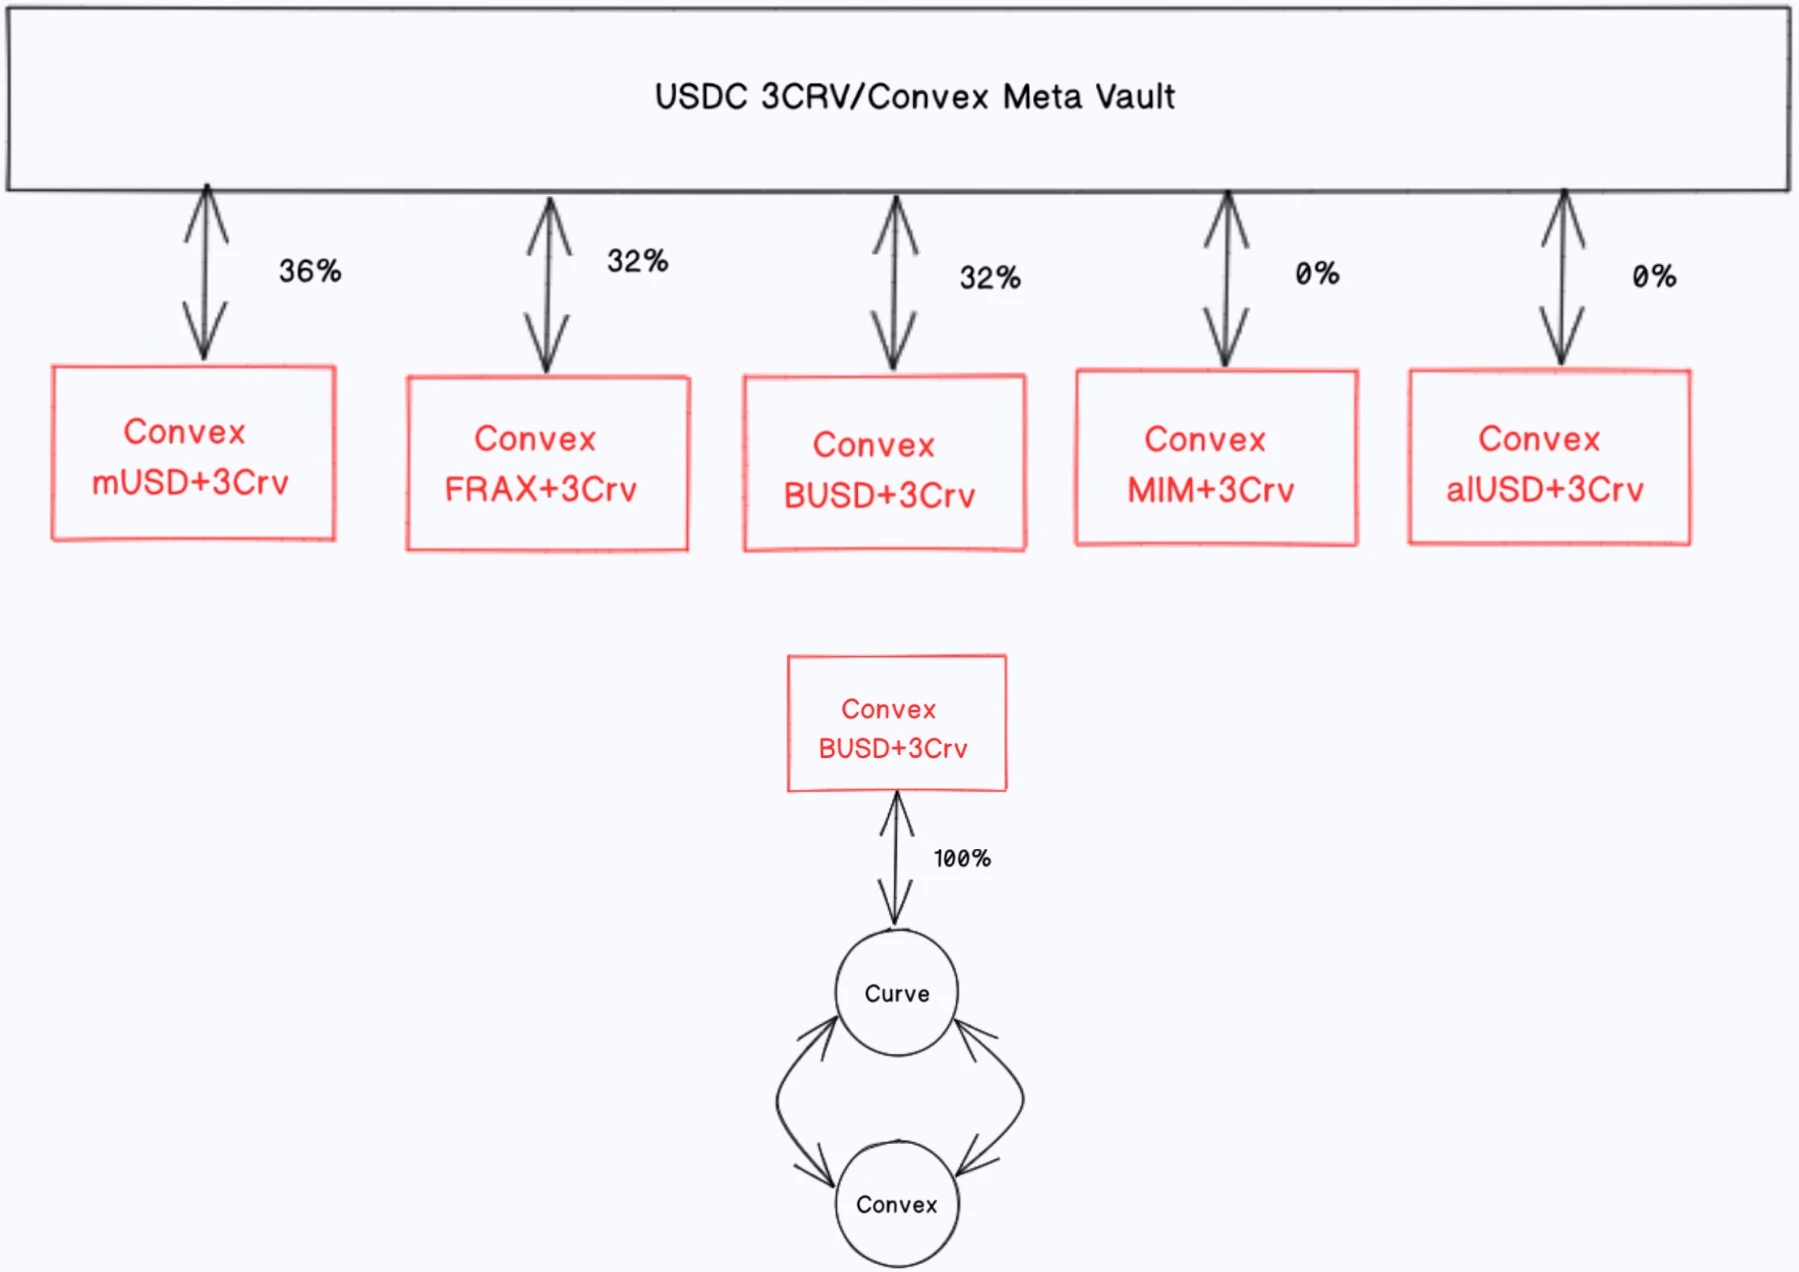 USDC 3CRV/Convex Meta Vault
36%
32%
32%
0%
0%
Convex
mUSD+3Crv
Convex
FRAX+3Crv
Convex
BUSD+3Crv
Convex
MIM+3Crv
Convex
alUSD+3Crv
Convex
BUSD+3Crv
100%
Curve
Convex